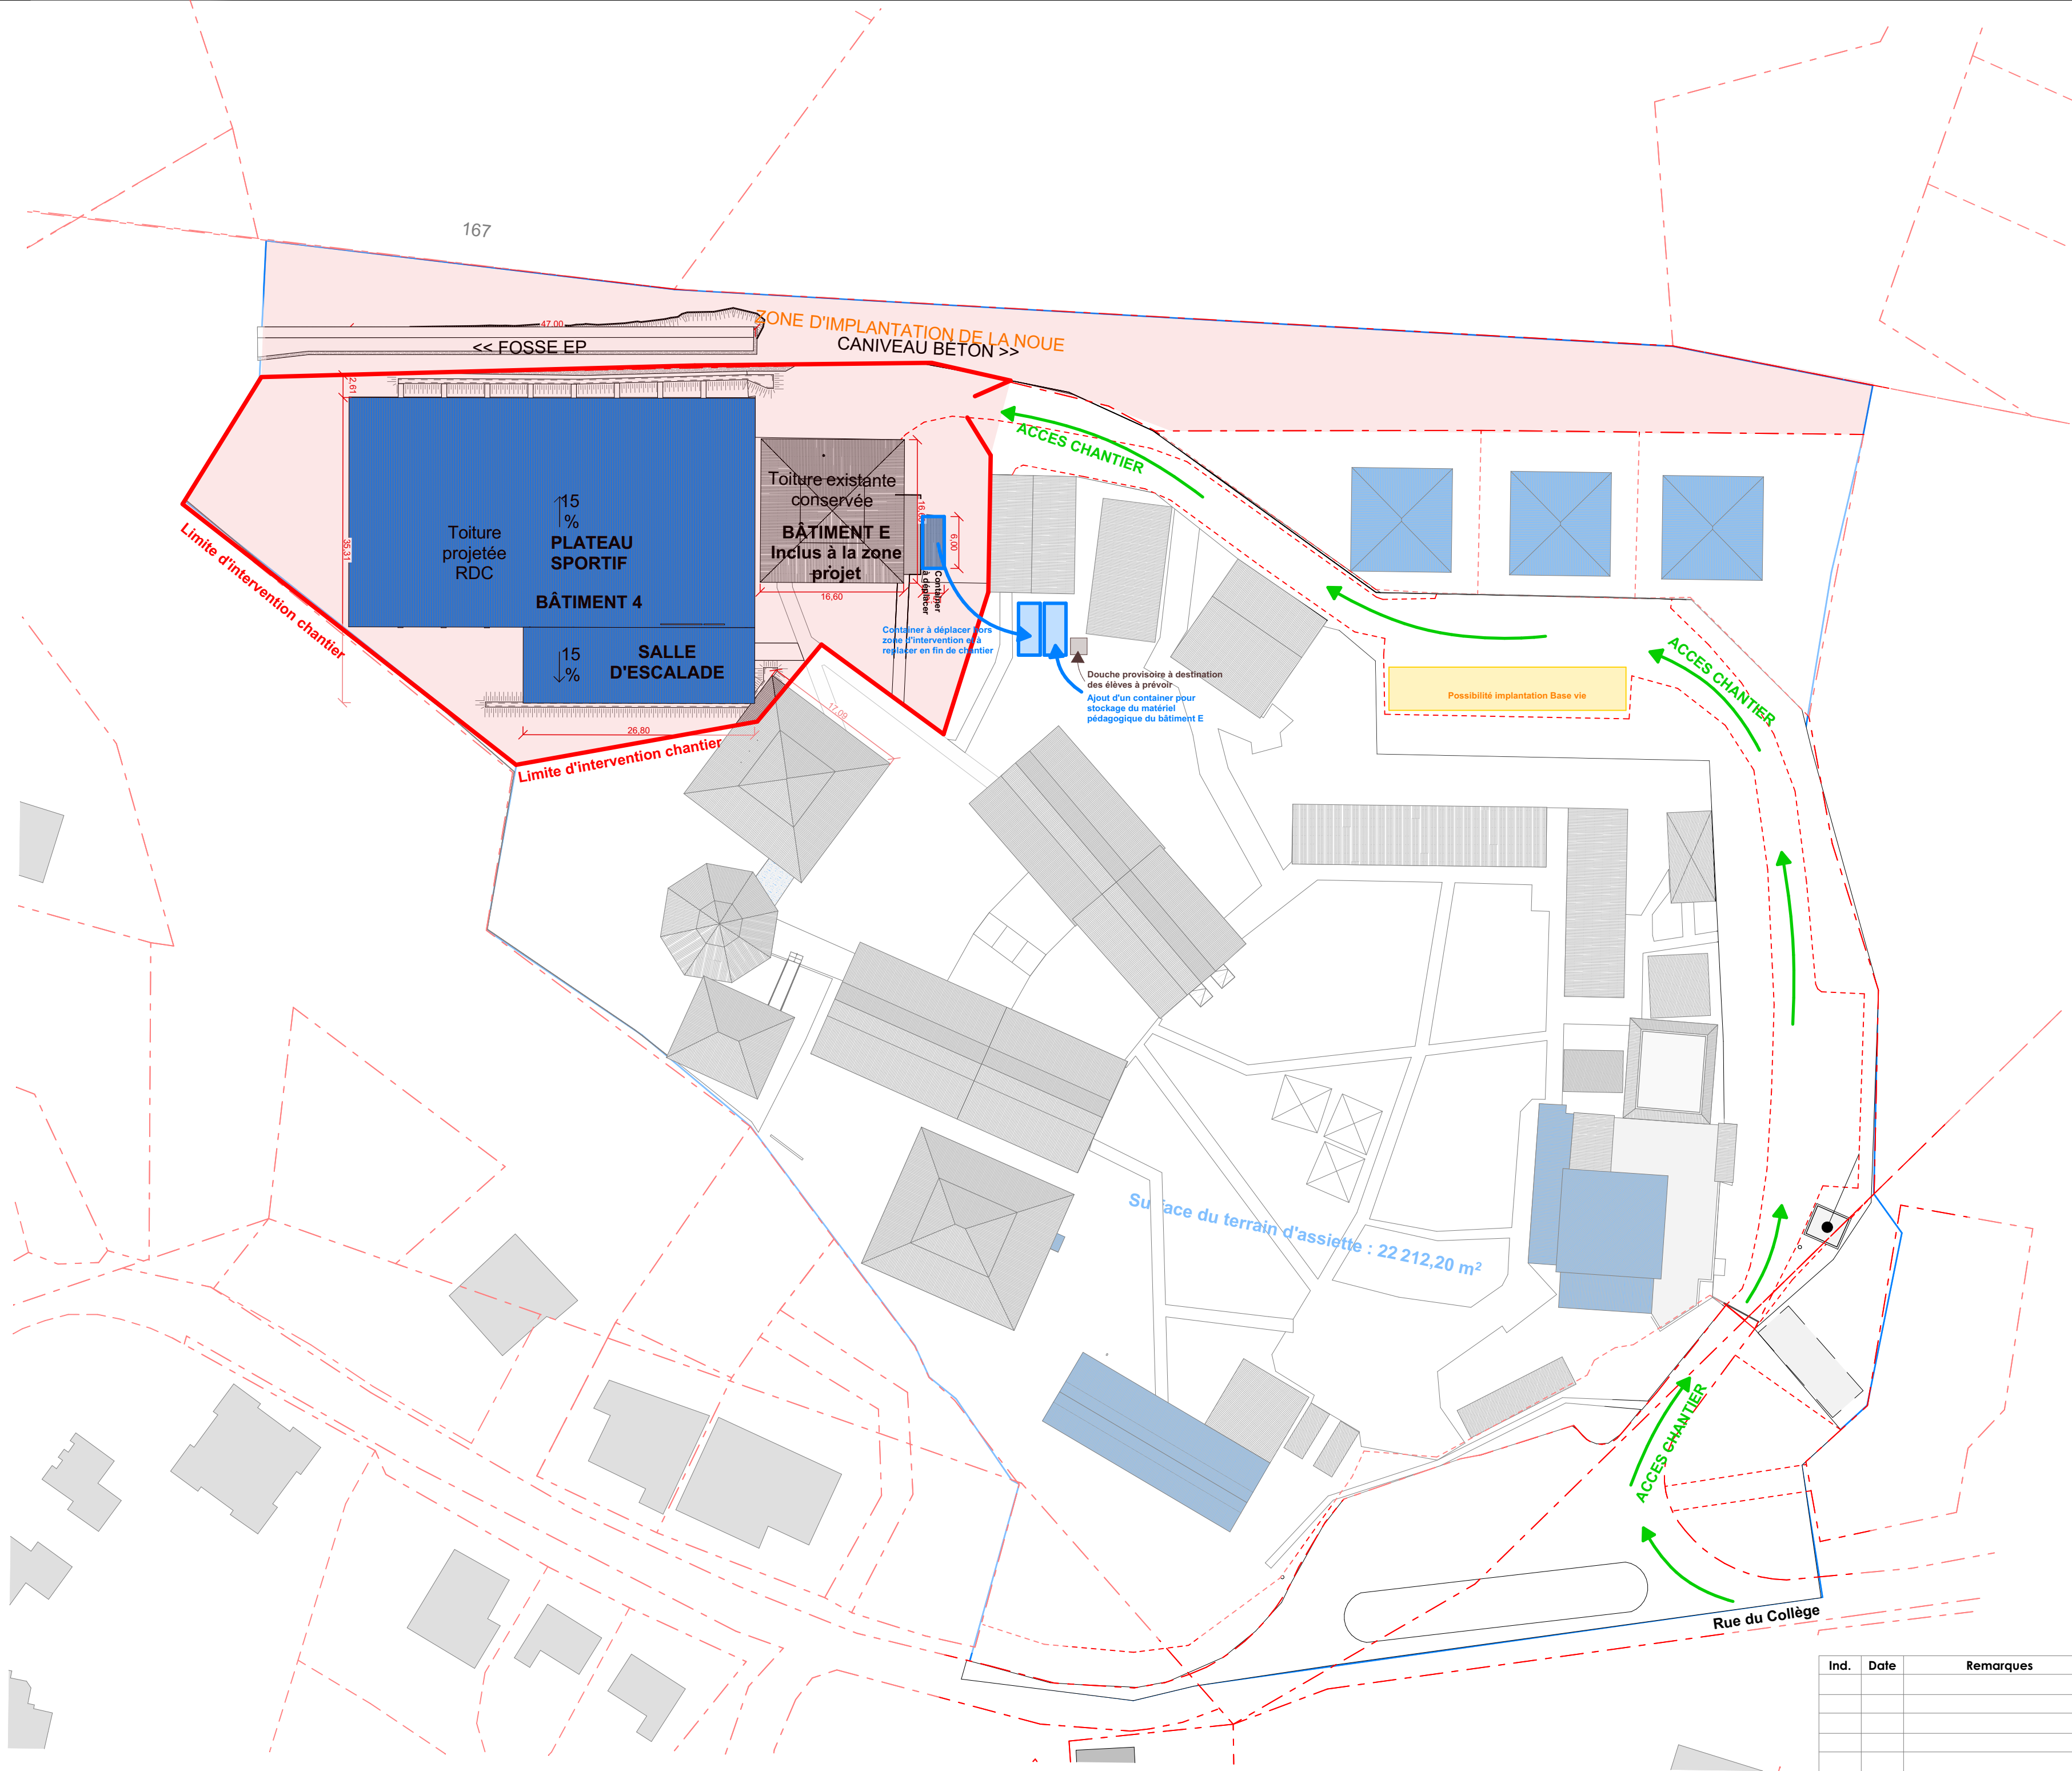 167
47,00
ZONE D'IMPLANTATION DE LA NOUE
<< FOSSE EP
CANIVEAU BETON >>
2,61
ACCES CHANTIER
Toiture existante
conservée
15
%
PLATEAU
SPORTIF
Toiture
projetée
RDC
BÂTIMENT E
Inclus à la zone
projet
6,00
35,31
Container
à déplacer
16,60
BÂTIMENT 4
Limite d'intervention chantier
Container à déplacer hors
zone d'intervention et à
replacer en fin de chantier
15
%
SALLE
D'ESCALADE
Douche provisoire à destination
des élèves à prévoir
Ajout d'un container pour
stockage du matériel
pédagogique du bâtiment E
ACCES CHANTIER
Possibilité implantation Base vie
17,09
26,80
Limite d'intervention chantier
Surface du terrain d'assiette : 22 212,20 m²
ACCES CHANTIER
Rue du Collège
Ind. Date Remarques